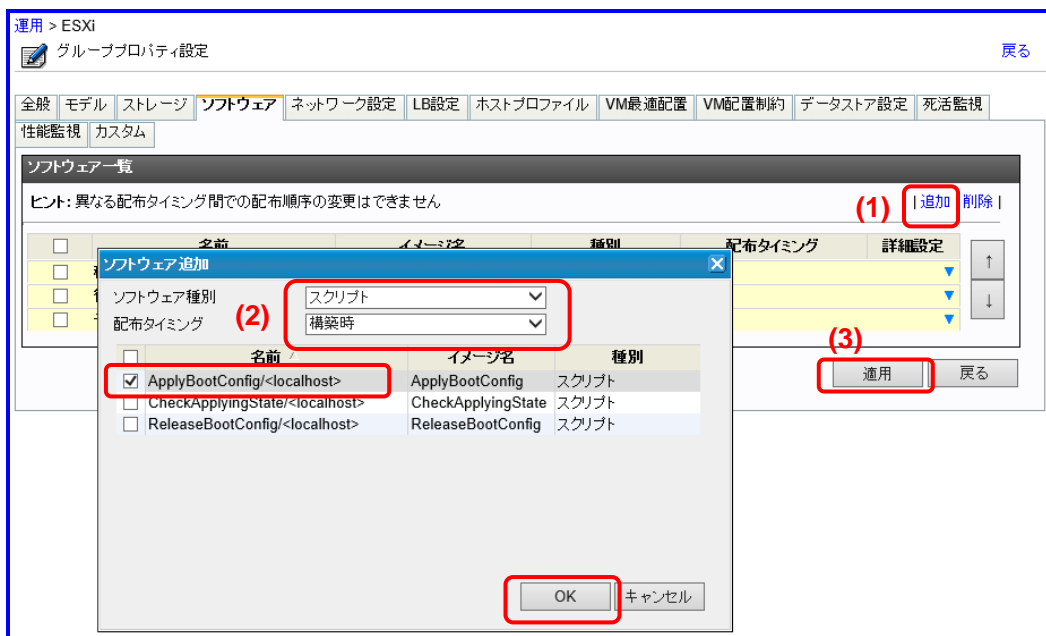 運用 > ESXi
グループプロパティ設定 戻る
全般 モデル ストレージ ソフトウェア ネットワーク設定 LB設定 ホストプロファイル VM最適配置 VM配置制約 データストア設定 死活監視
性能監視 カスタム
ソフトウェア一覧
ヒント: 異なる配布タイミング間での配布順序の変更はできません (1) | 追加 削除 |
名前 イメージ名 種別 配布タイミング 詳細設定 ↑
ソフトウェア追加
▼
ソフトウェア種別 スクリプト
▼ ↓
配布タイミング (2) 構築時
▼
(3)
名前 イメージ名 種別
適用 戻る
ApplyBootConfig/<localhost> ApplyBootConfig スクリプト
CheckApplyingState/<localhost> CheckApplyingState スクリプト
ReleaseBootConfig/<localhost> ReleaseBootConfig スクリプト
OK キャンセル